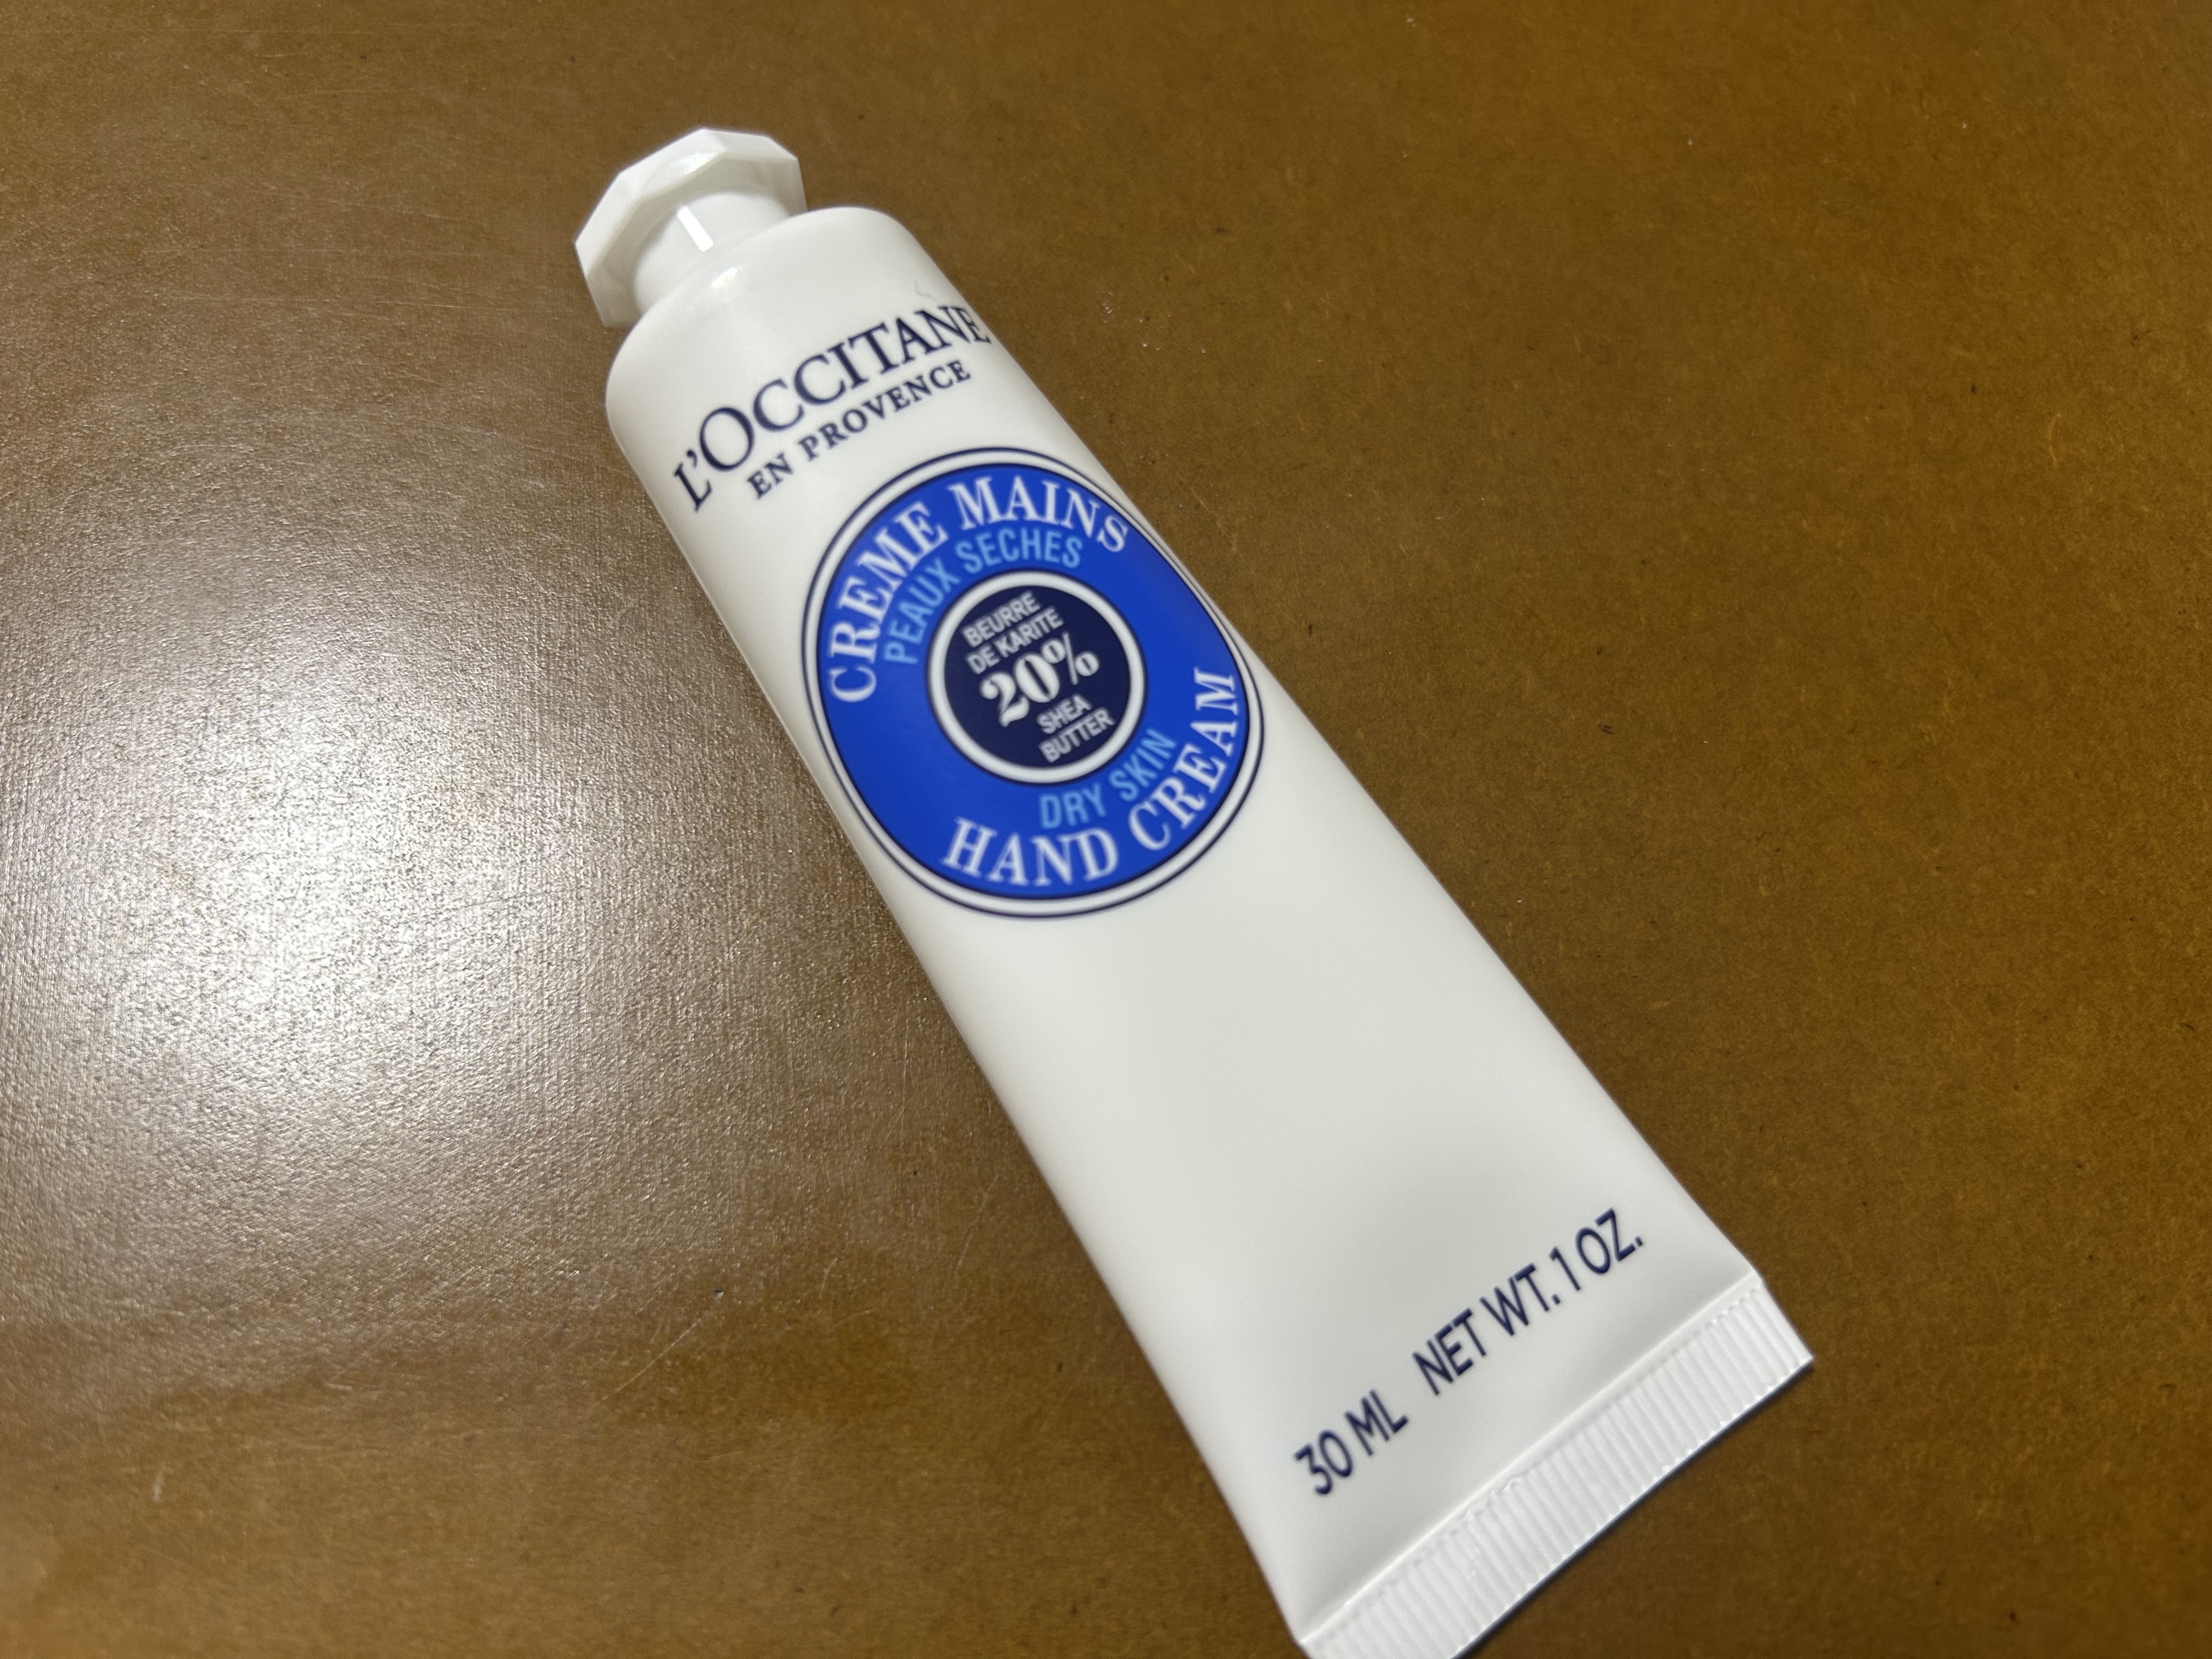 L'OCCITANE
EN PROVENCE
CREME MAINS
PEAUX SECHES
BEURRE
DE KARITE
20%
SHEA
BUTTER
DRY SKIN
HAND CREAM
30 ML NET WT. 1 OZ.